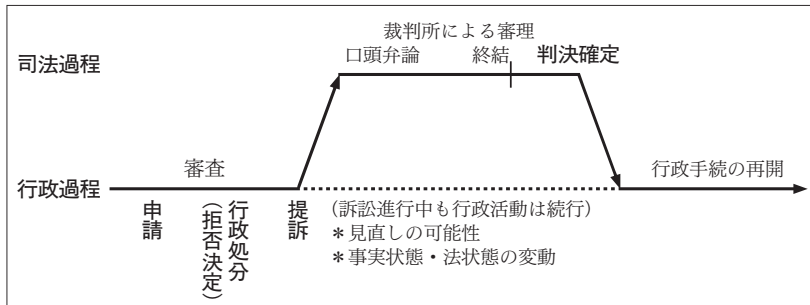 裁判所による審理
口頭弁論 終結 判決確定
司法過程
審査
行政過程
行政手続の再開
申請
行政処分
（拒否決定）
提訴
（訴訟進行中も行政活動は続行）
＊見直しの可能性
＊事実状態・法状態の変動